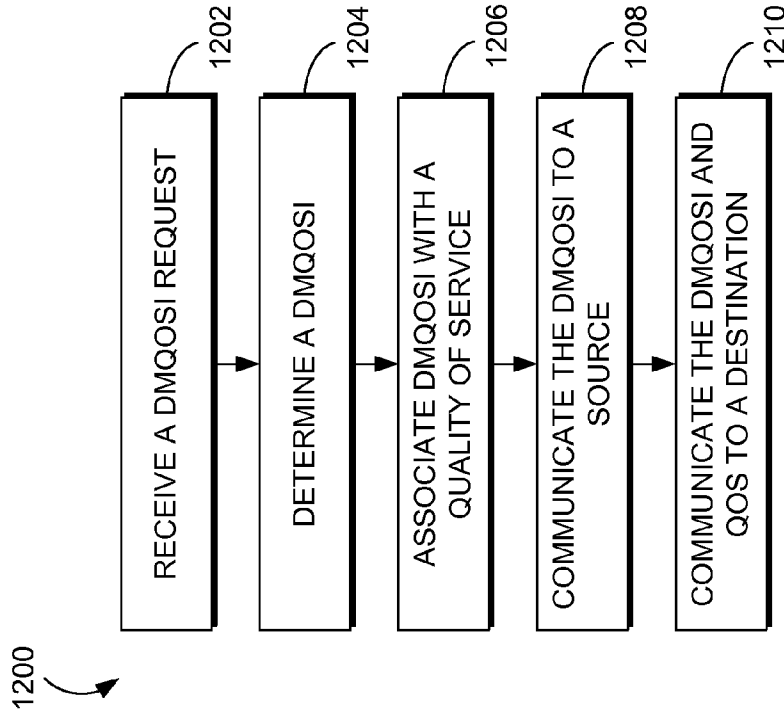 1200
RECEIVE A DMQOSI REQUEST
1202
DETERMINE A DMQOSI
1204
ASSOCIATE DMQOSI WITH A
QUALITY OF SERVICE
1206
COMMUNICATE THE DMQOSI TO A
SOURCE
1208
COMMUNICATE THE DMQOSI AND
QOS TO A DESTINATION
1210